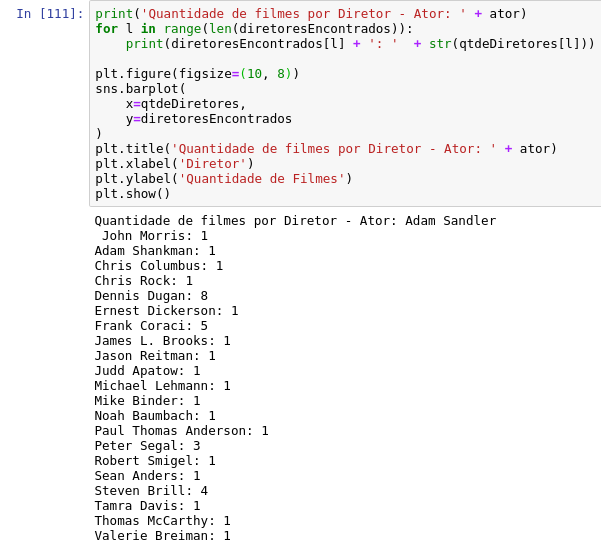 In [111]: print('Quantidade de filmes por Diretor - Ator: ' + ator)
for l in range(len(diretoresEncontrados)):
    print(diretoresEncontrados[l] + ': '  + str(qtdeDiretores[l]))

plt.figure(figsize=(10, 8))
sns.barplot(
    x=qtdeDiretores,
    y=diretoresEncontrados
)
plt.title('Quantidade de filmes por Diretor - Ator: ' + ator)
plt.xlabel('Diretor')
plt.ylabel('Quantidade de Filmes')
plt.show()
Quantidade de filmes por Diretor - Ator: Adam Sandler
 John Morris: 1
Adam Shankman: 1
Chris Columbus: 1
Chris Rock: 1
Dennis Dugan: 8
Ernest Dickerson: 1
Frank Coraci: 5
James L. Brooks: 1
Jason Reitman: 1
Judd Apatow: 1
Michael Lehmann: 1
Mike Binder: 1
Noah Baumbach: 1
Paul Thomas Anderson: 1
Peter Segal: 3
Robert Smigel: 1
Sean Anders: 1
Steven Brill: 4
Tamra Davis: 1
Thomas McCarthy: 1
Valerie Breiman: 1